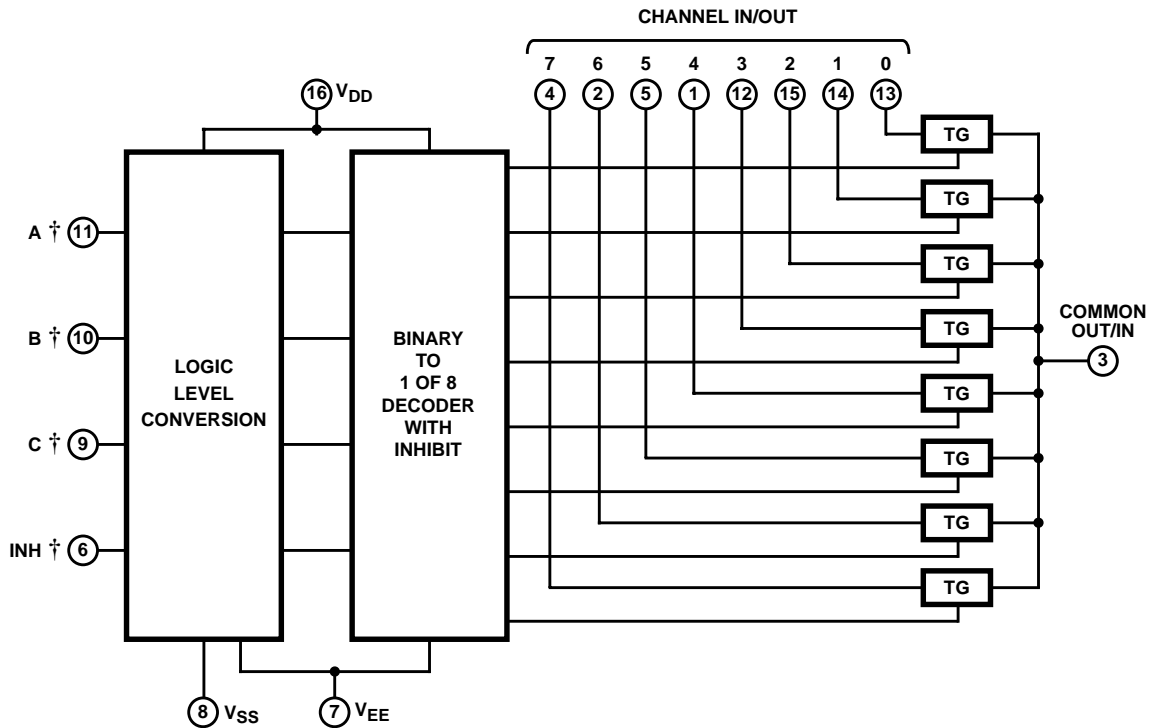 CHANNEL IN/OUT
7 6 5 4 3 2 1 0
4 2 5 1 12 15 14 13
16 VDD
TG
TG
A † 11
TG
B † 10
TG
COMMON
OUT/IN
3
LOGIC
LEVEL
CONVERSION
BINARY
TO
1 OF 8
DECODER
WITH
INHIBIT
TG
C † 9
TG
TG
INH † 6
TG
8 VSS
7 VEE